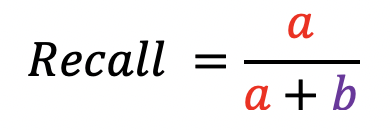 Recall = a / a + b